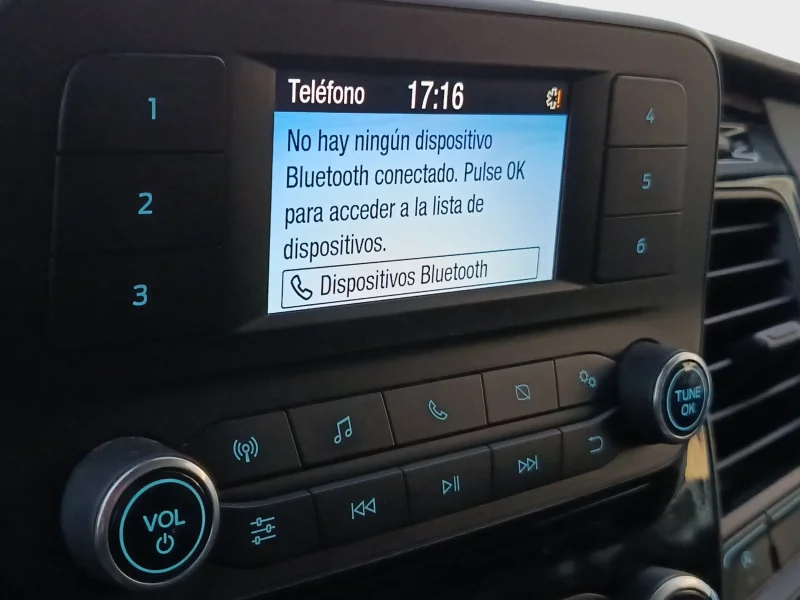 Teléfono 17:16
No hay ningún dispositivo
Bluetooth conectado. Pulse OK
para acceder a la lista de
dispositivos.
Dispositivos Bluetooth
1
2
3
4
5
6
TUNE
OK
VOL